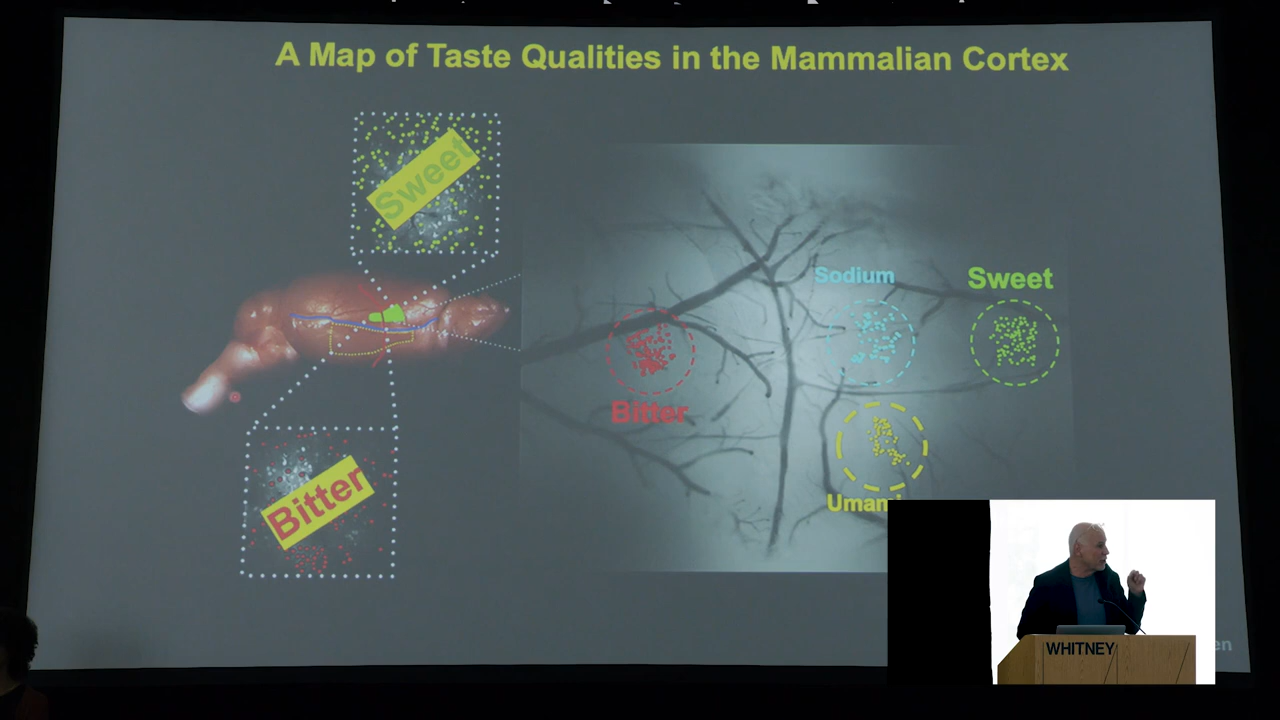 A Map of Taste Qualities in the Mammalian Cortex
Sweet
Sodium
Sweet
Bitter
Bitter
Umami
WHITNEY